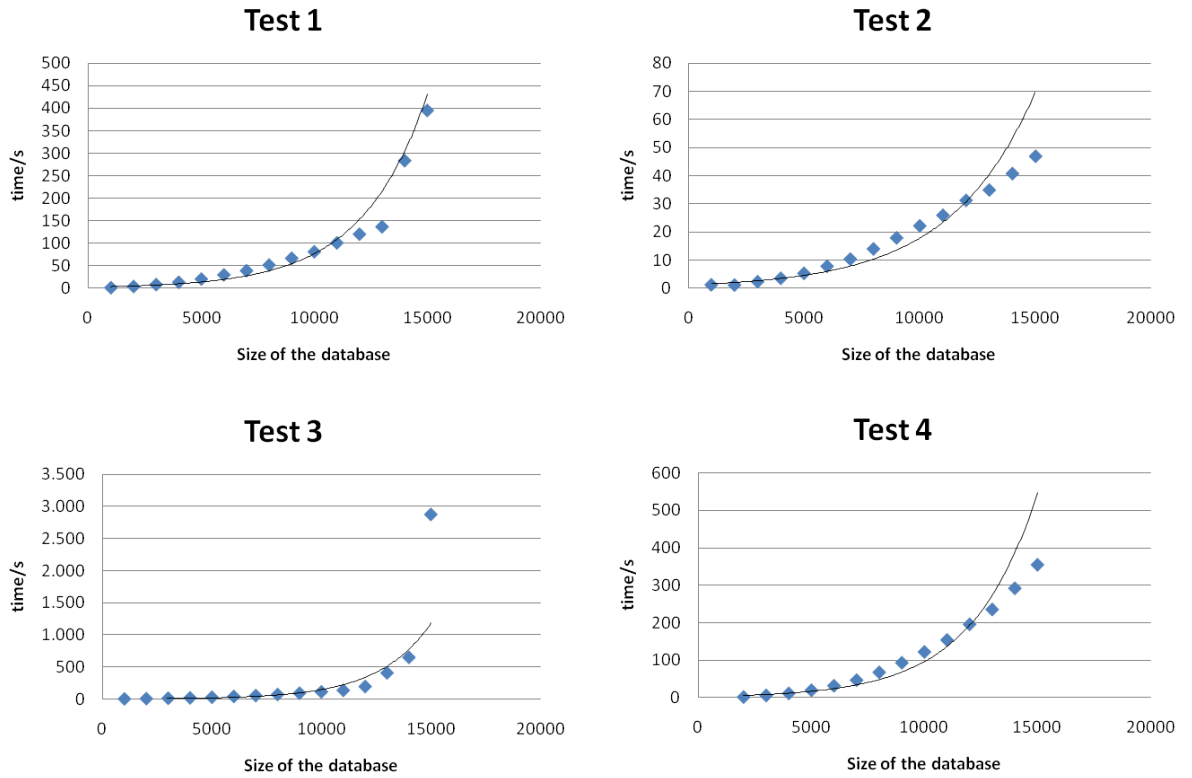 Test 1
500
450
400
350
300
250
200
150
100
50
0
time/s
0 5000 10000 15000 20000
Size of the database
Test 2
80
70
60
50
40
30
20
10
0
time/s
0 5000 10000 15000 20000
Size of the database
Test 3
3.500
3.000
2.500
2.000
1.500
1.000
500
0
time/s
0 5000 10000 15000 20000
Size of the database
Test 4
600
500
400
300
200
100
0
time/s
0 5000 10000 15000 20000
Size of the database